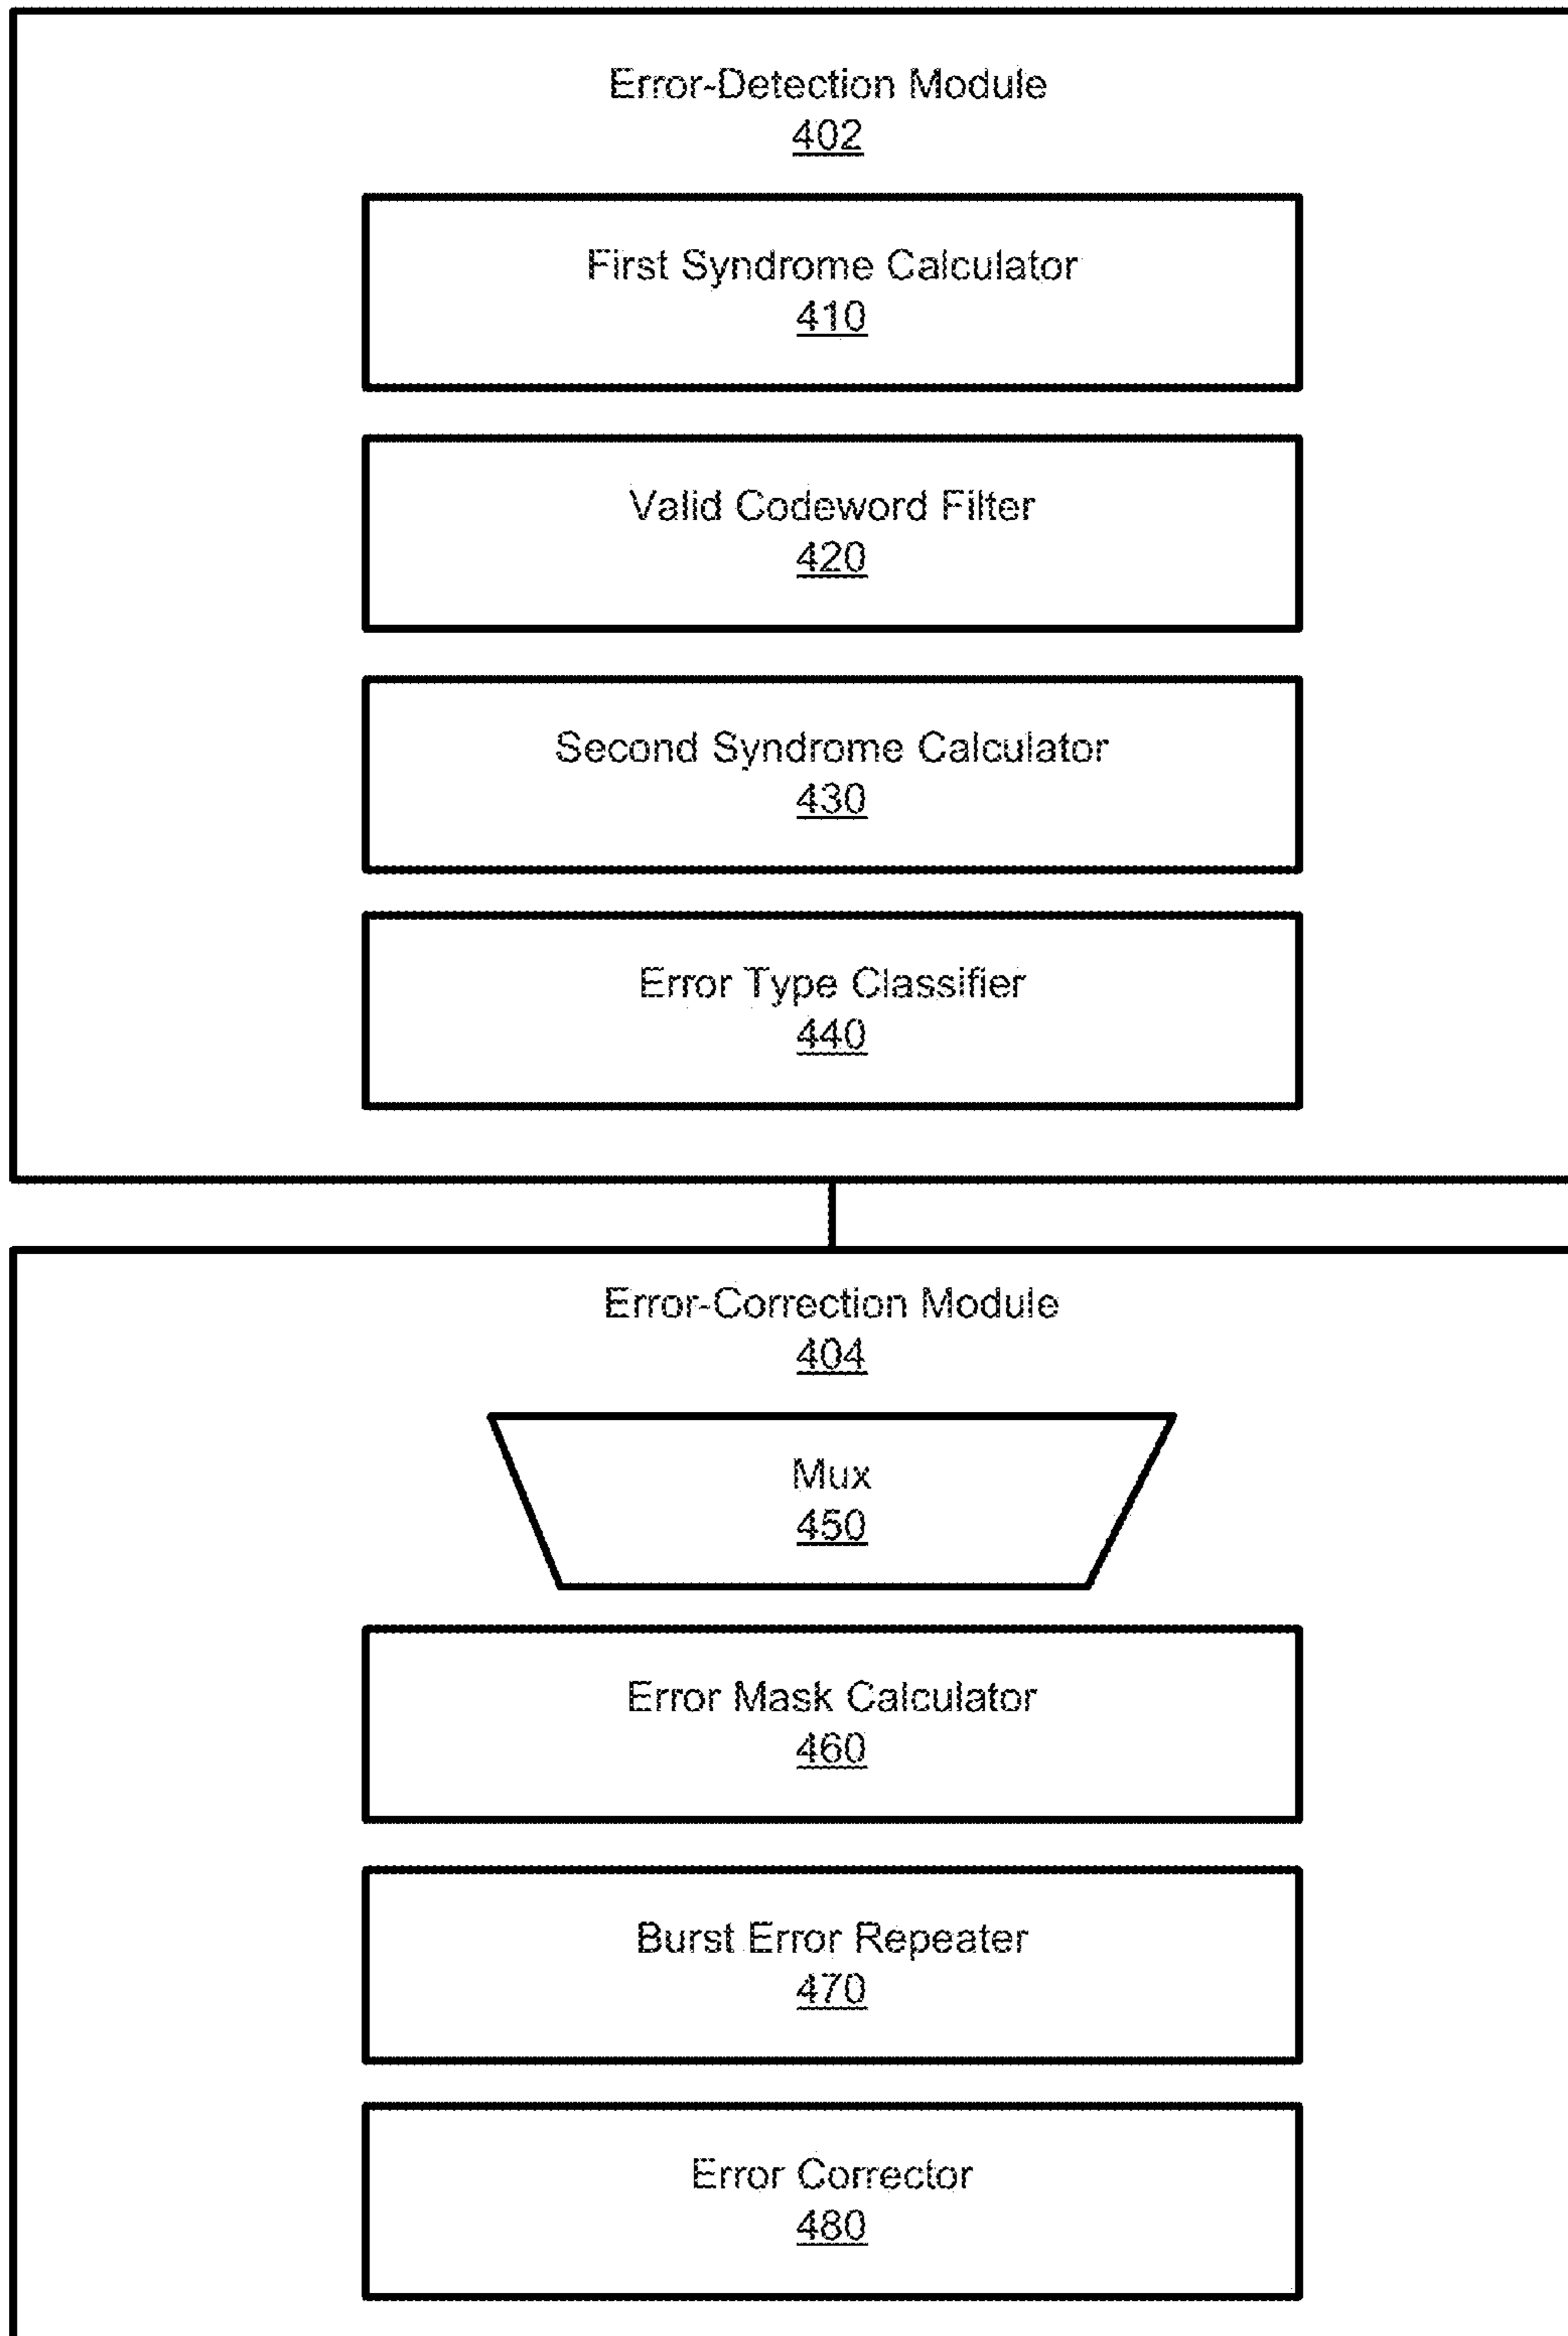 Error-Detection Module
402
First Syndrome Calculator
410
Valid Codeword Filter
420
Second Syndrome Calculator
430
Error Type Classifier
440
Error-Correction Module
404
Mux
450
Error Mask Calculator
460
Burst Error Repeater
470
Error Corrector
480